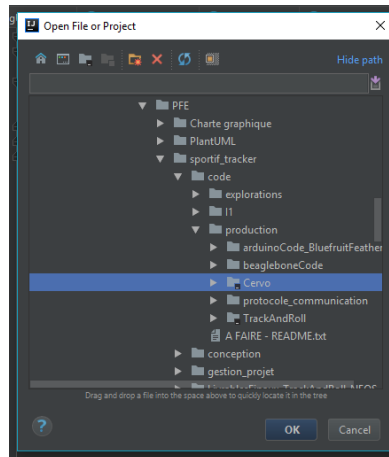 Open File or Project
Hide path
PFE
Charte graphique
PlantUML
sportif_tracker
code
explorations
l1
production
arduinoCode_BluefruitFeather
beagleboneCode
Cervo
protocole_communication
TrackAndRoll
A FAIRE - README.txt
conception
gestion_projet
Drag and drop a file into the space above to quickly locate it in the tree
?
OK
Cancel